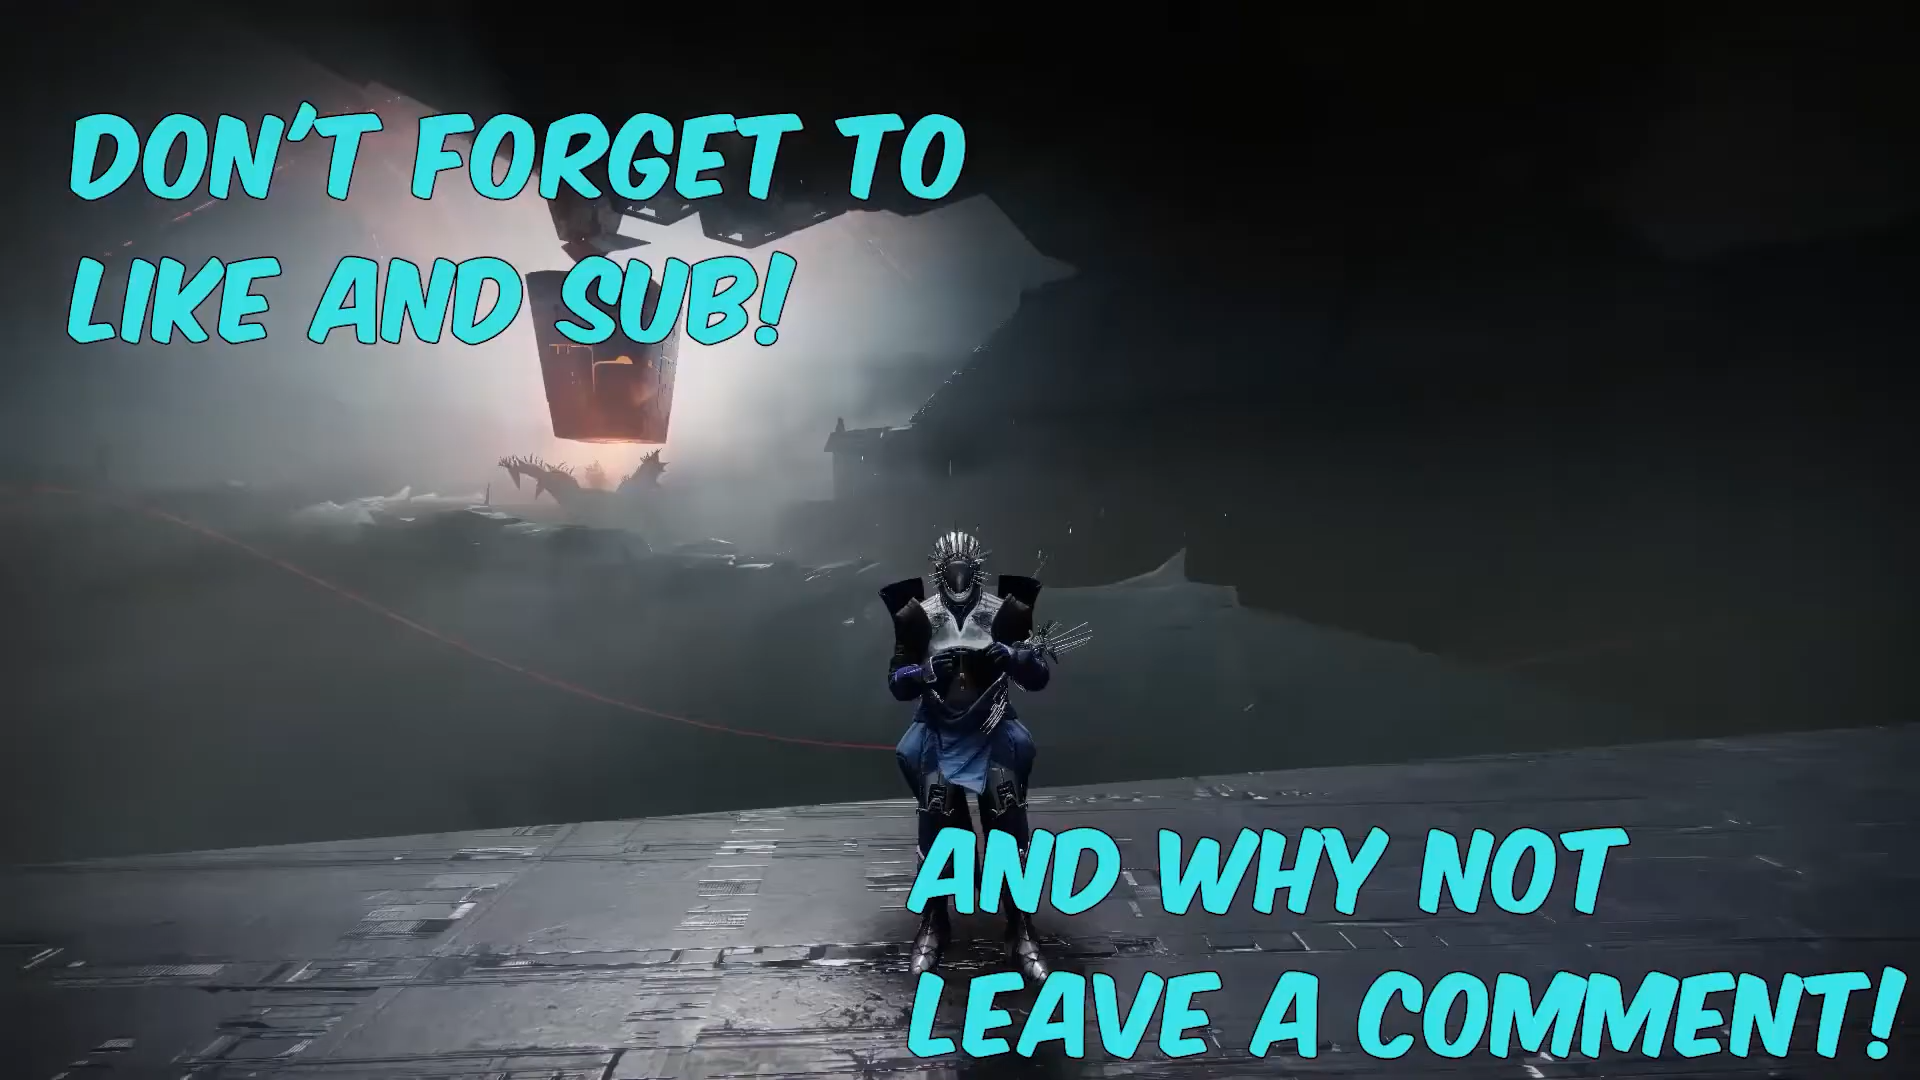 DON'T FORGET TO
LIKE AND SUB!
AND WHY NOT
LEAVE A COMMENT!